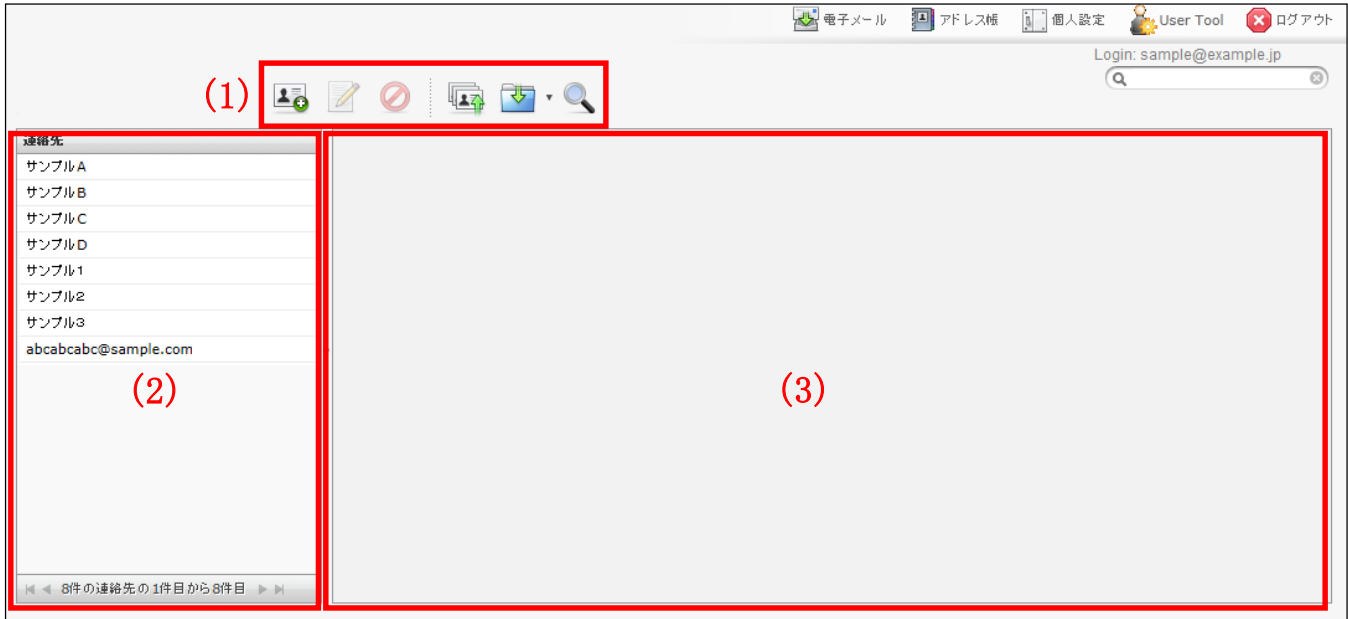 電子メール アドレス帳 個人設定 User Tool ログアウト
Login: sample@example.jp
(1)
連絡先
サンプルA
サンプルB
サンプルC
サンプルD
サンプル1
サンプル2
サンプル3
abcabcabc@sample.com
(2)
(3)
8件の連絡先の1件目から8件目